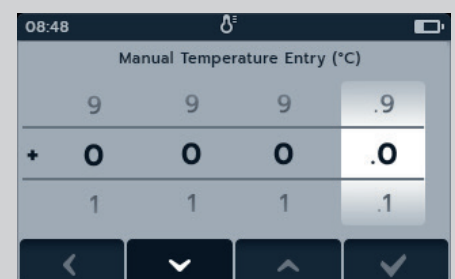 08:48
Manual Temperature Entry (°C)
9 9 9 .9
+ 0 0 0 .0
1 1 1 .1